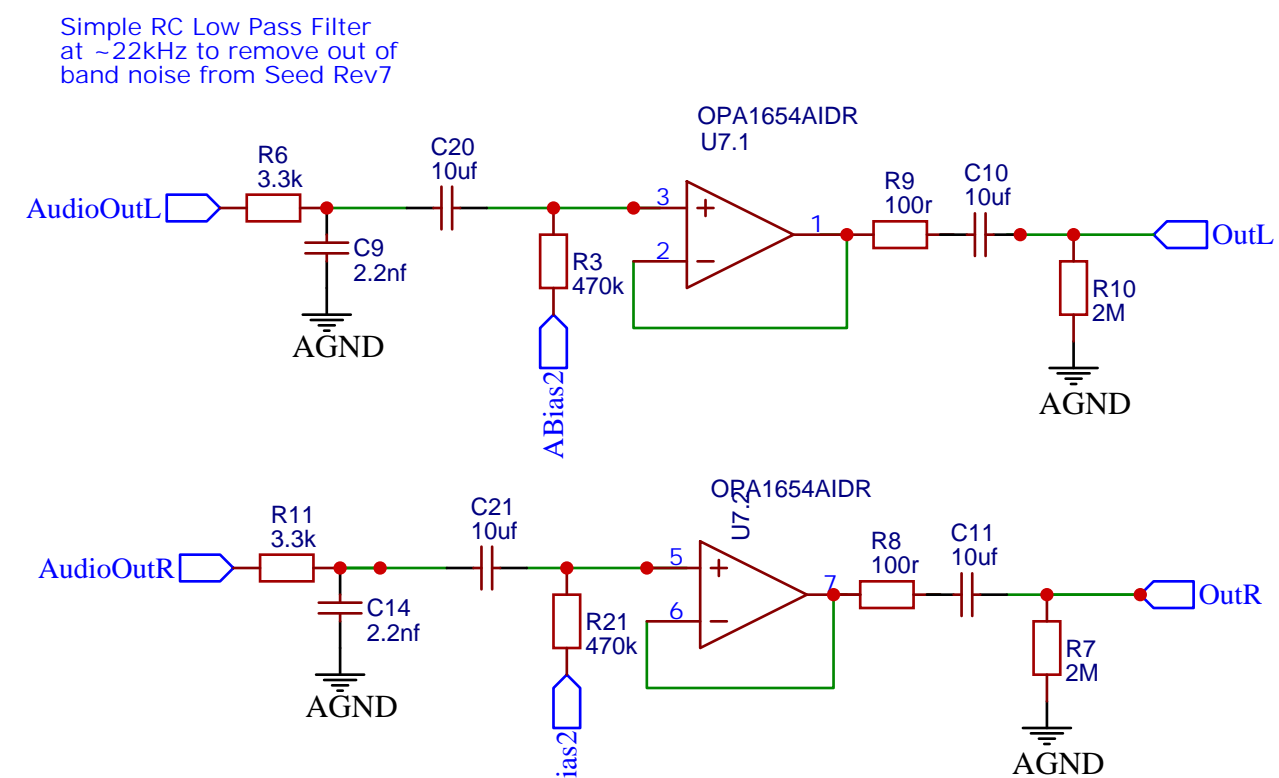 Simple RC Low Pass Filter
at ~22kHz to remove out of
band noise from Seed Rev7
OPA1654AIDR
U7.1
C20
10uf
R6
3.3k
AudioOutL
C9
2.2nf
AGND
3
2
1
R3
470k
ABias2
R9
100r
C10
10uf
OutL
R10
2M
AGND
OPA1654AIDR
U7.2
C21
10uf
R11
3.3k
AudioOutR
C14
2.2nf
AGND
5
6
7
R21
470k
ias2
R8
100r
C11
10uf
OutR
R7
2M
AGND